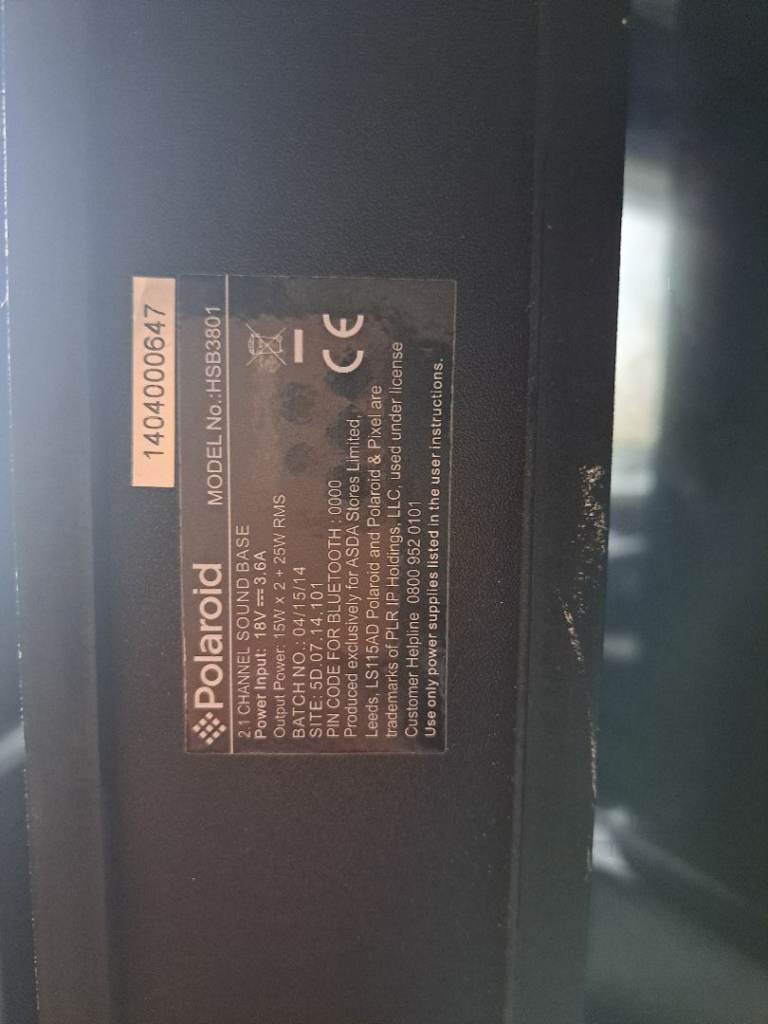 1404000647
Polaroid MODEL No.:HSB3801
2.1 CHANNEL SOUND BASE
Power Input: 18V⎓3.6A
Output Power: 15W x 2 + 25W RMS
BATCH NO.: 04/15/14
SITE: 5D.07.14.101
PIN CODE FOR BLUETOOTH : 0000
Produced exclusively for ASDA Stores Limited,
Leeds, LS115AD Polaroid and Polaroid & Pixel are
trademarks of PLR IP Holdings, LLC, used under license
Customer Helpline 0800 952 0101
Use only power supplies listed in the user instructions.
CE